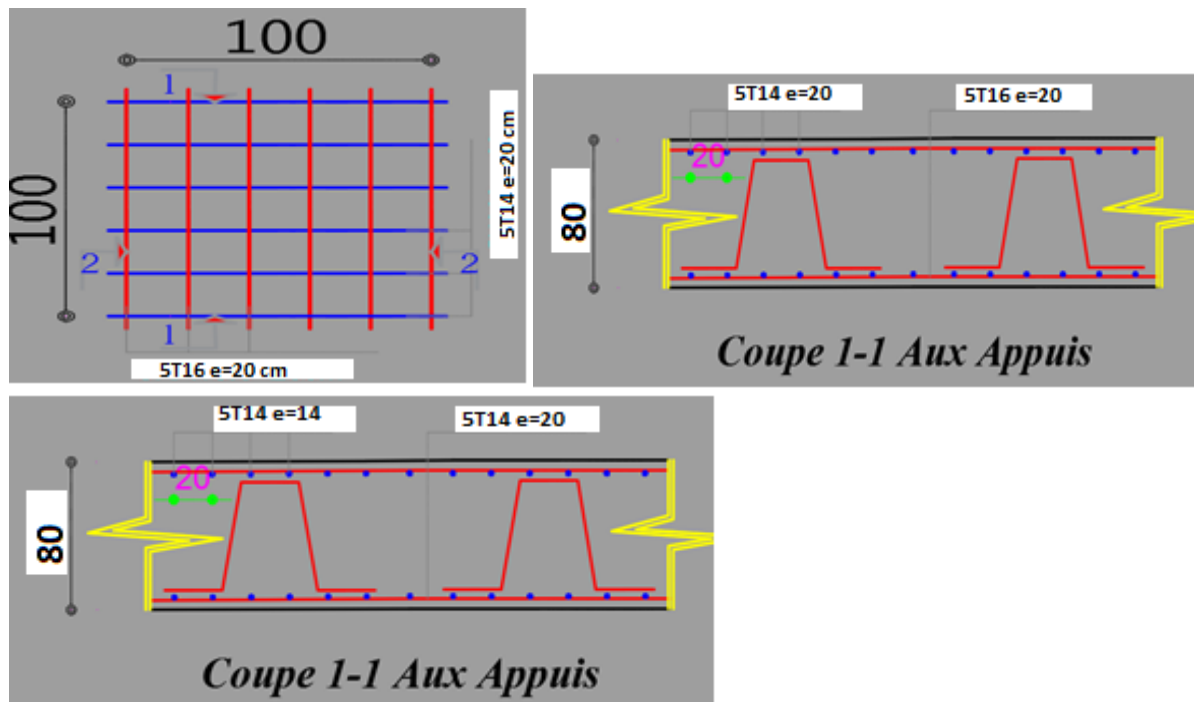 100
1
100
5T14 e=20 cm
2
2
1
5T16 e=20 cm
5T14 e=20
5T16 e=20
20
80
Coupe 1-1 Aux Appuis
5T14 e=14
5T14 e=20
20
80
Coupe 1-1 Aux Appuis